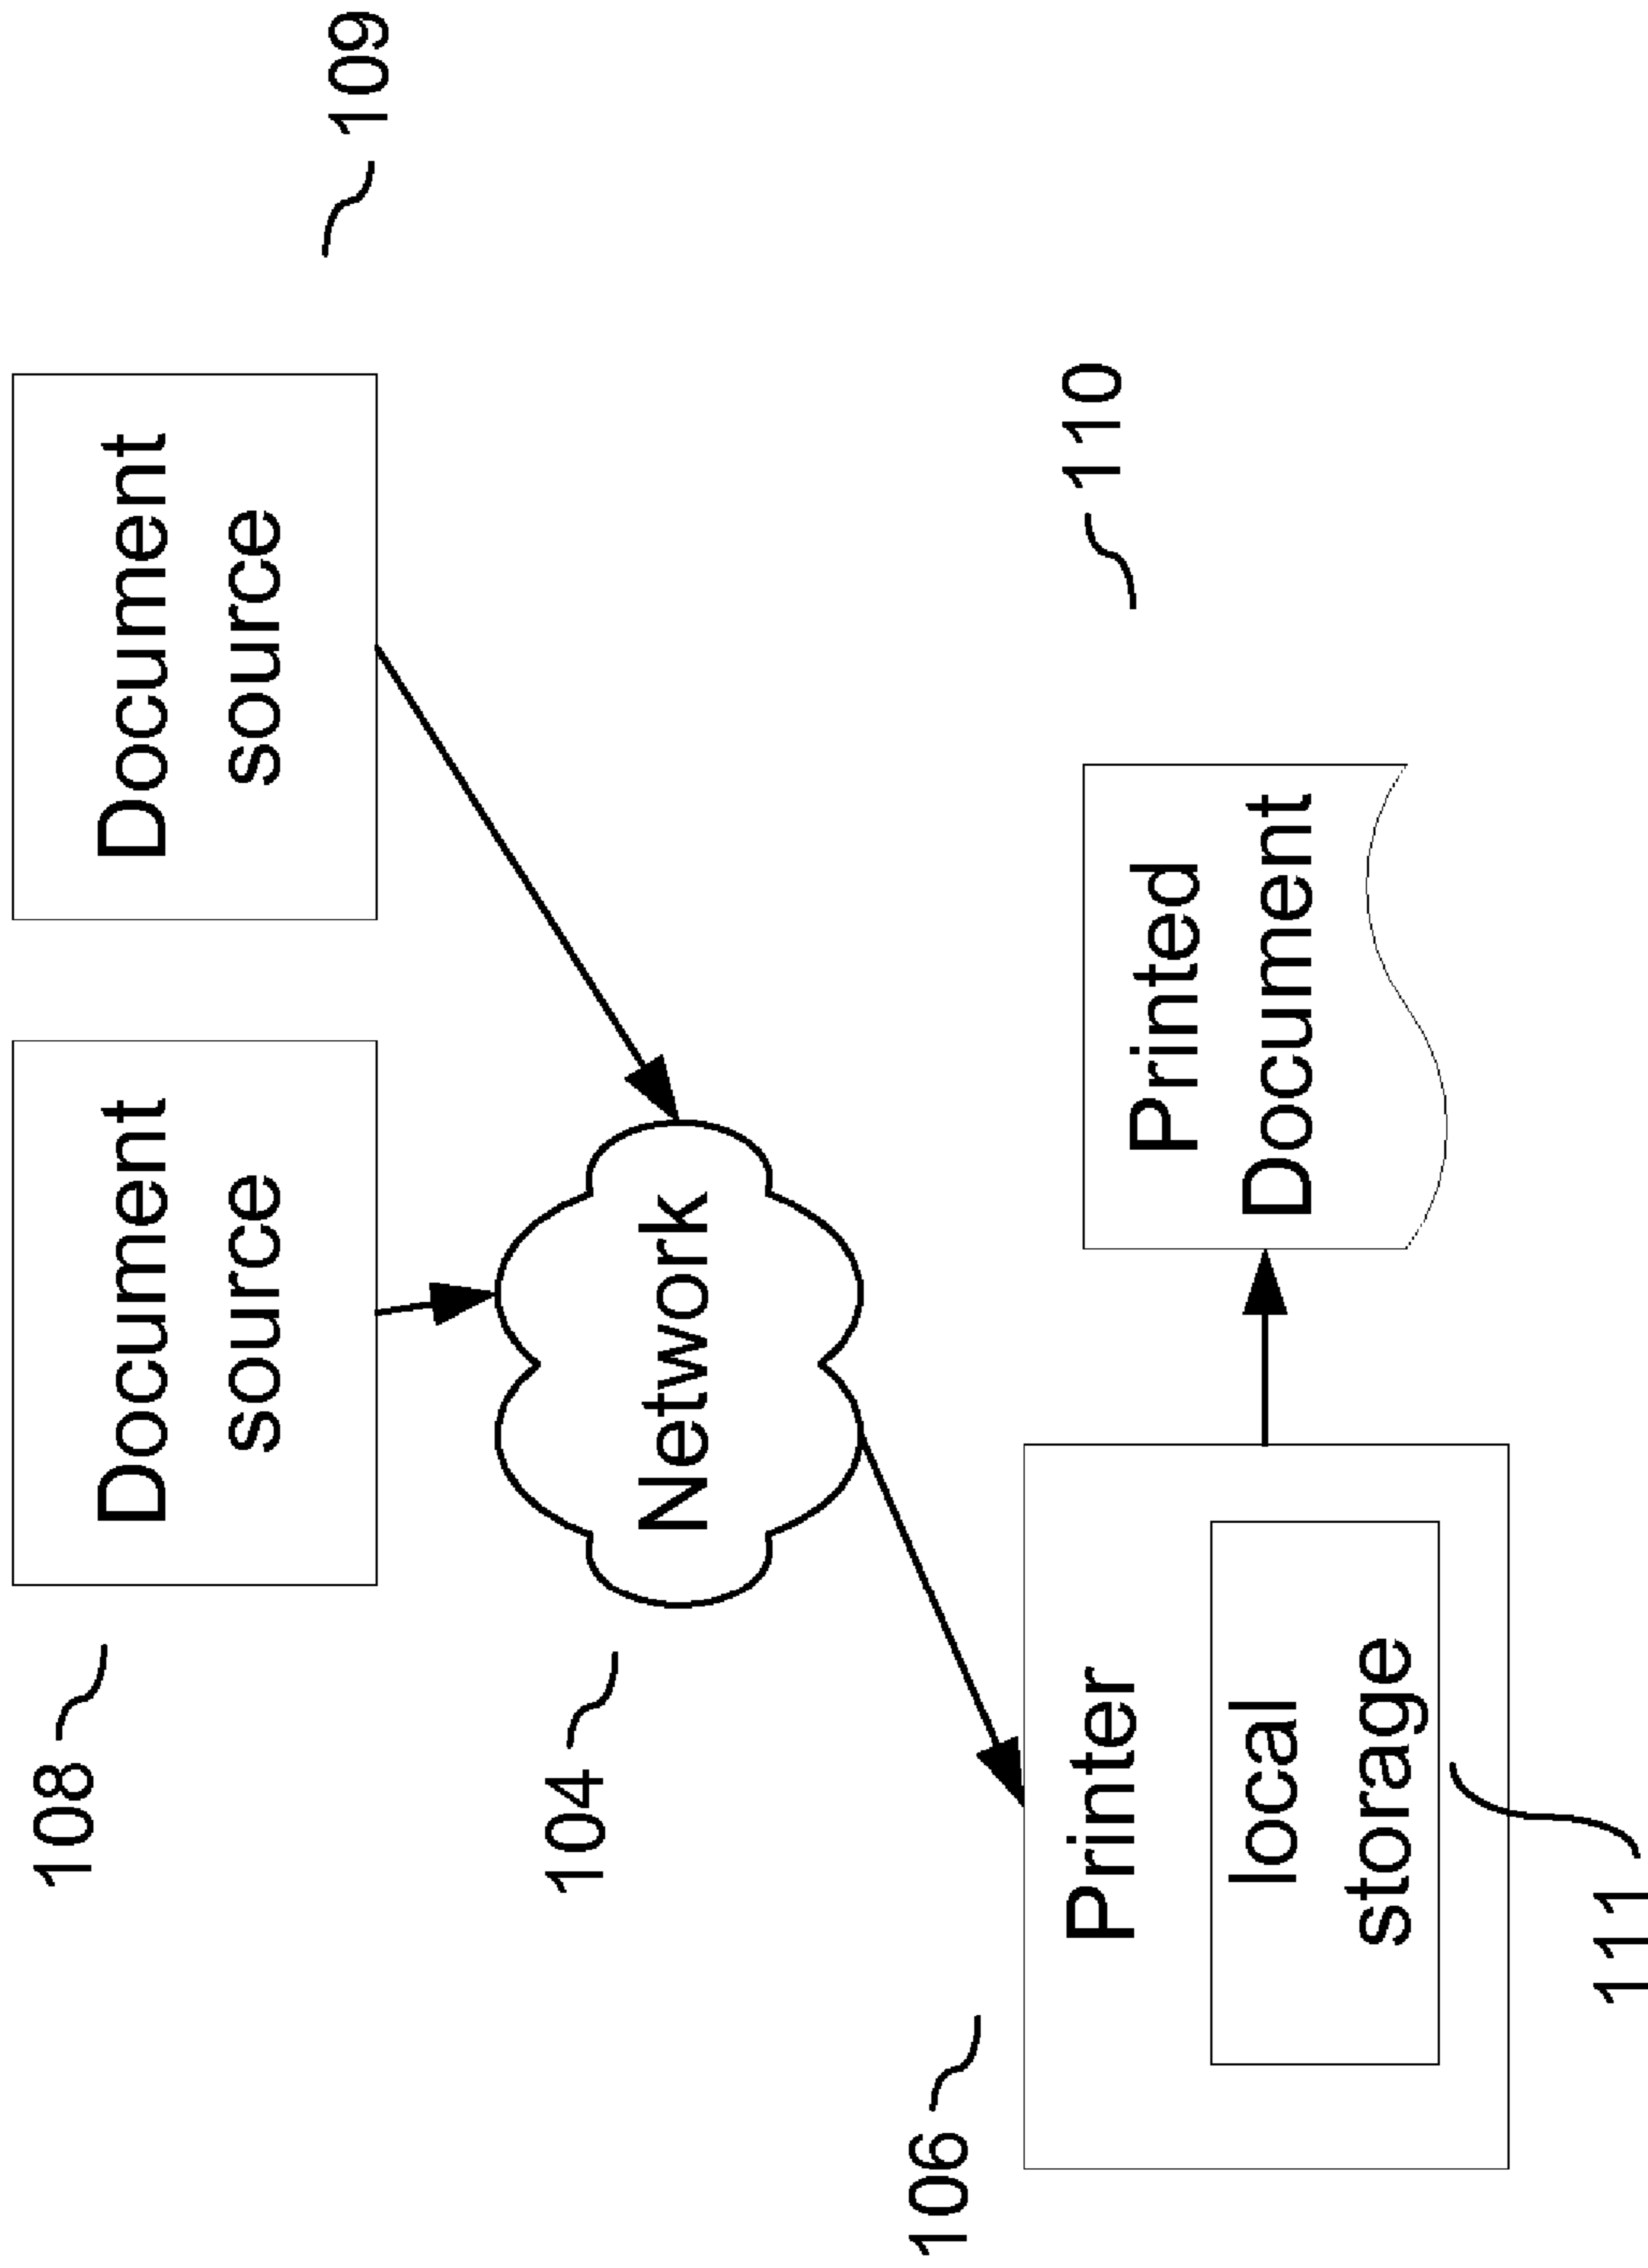 108
Document
source
Document
source
109
104
Network
106
Printer
local
storage
111
Printed
Document
110